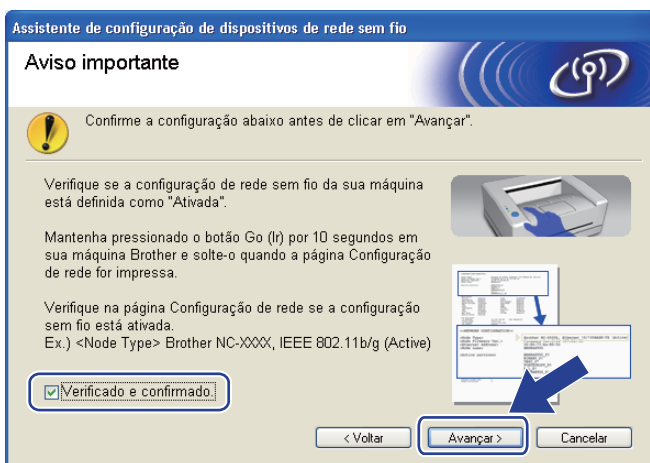 Assistente de configuração de dispositivos de rede sem fio
Aviso importante
Confirme a configuração abaixo antes de clicar em "Avançar".
Verifique se a configuração de rede sem fio da sua máquina
está definida como "Ativada".
Mantenha pressionado o botão Go (Ir) por 10 segundos em
sua máquina Brother e solte-o quando a página Configuração
de rede for impressa.
Verifique na página Configuração de rede se a configuração
sem fio está ativada.
Ex.) <Node Type> Brother NC-XXXX, IEEE 802.11b/g (Active)
Verificado e confirmado.
< Voltar
Avançar >
Cancelar